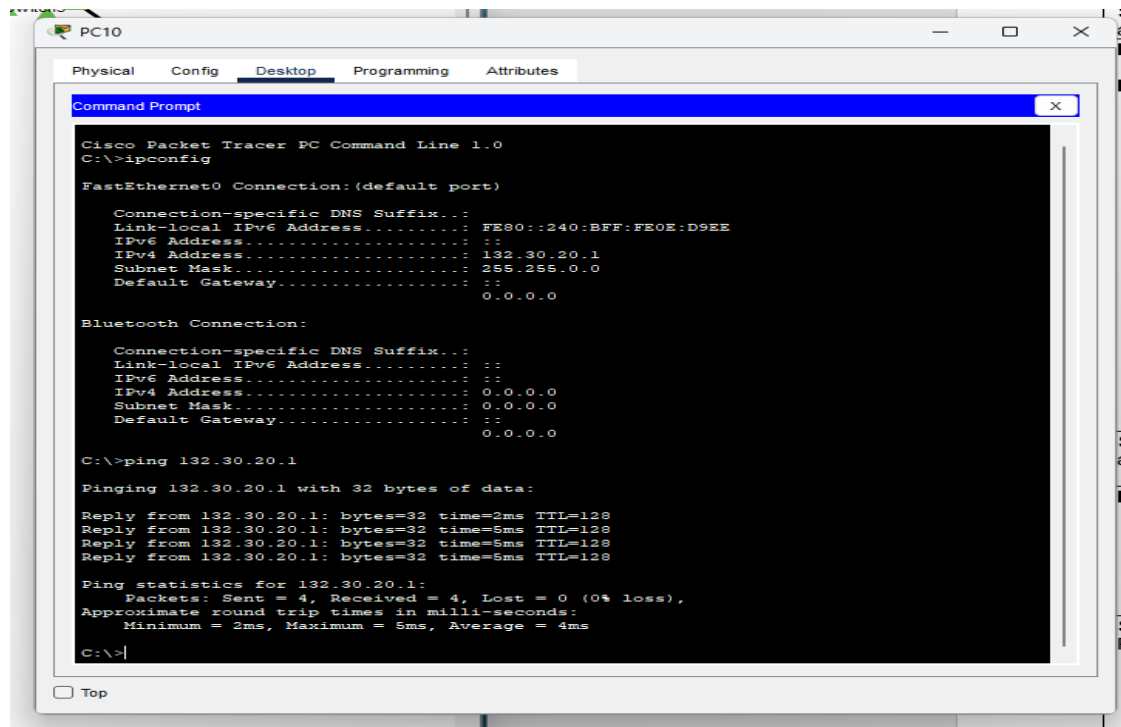 PC10
Physical Config Desktop Programming Attributes
Command Prompt
X
Cisco Packet Tracer PC Command Line 1.0
C:\>ipconfig
FastEthernet0 Connection:(default port)
Connection-specific DNS Suffix..:
Link-local IPv6 Address.........: FE80::240:BFF:FE0E:D9EE
IPv6 Address....................: ::
IPv4 Address....................: 132.30.20.1
Subnet Mask.....................: 255.255.0.0
Default Gateway.................: ::
0.0.0.0
Bluetooth Connection:
Connection-specific DNS Suffix..:
Link-local IPv6 Address.........: ::
IPv6 Address....................: ::
IPv4 Address....................: 0.0.0.0
Subnet Mask.....................: 0.0.0.0
Default Gateway.................: ::
0.0.0.0
C:\>ping 132.30.20.1
Pinging 132.30.20.1 with 32 bytes of data:
Reply from 132.30.20.1: bytes=32 time=2ms TTL=128
Reply from 132.30.20.1: bytes=32 time=5ms TTL=128
Reply from 132.30.20.1: bytes=32 time=5ms TTL=128
Reply from 132.30.20.1: bytes=32 time=5ms TTL=128
Ping statistics for 132.30.20.1:
Packets: Sent = 4, Received = 4, Lost = 0 (0% loss),
Approximate round trip times in milli-seconds:
Minimum = 2ms, Maximum = 5ms, Average = 4ms
C:\>
Top